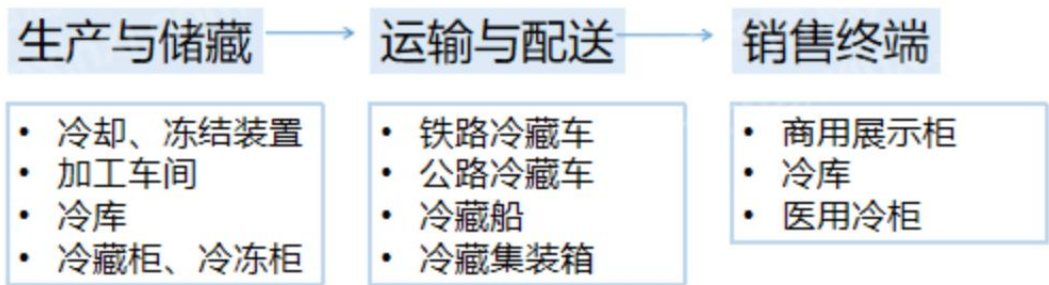 生产与储藏
运输与配送
销售终端
• 冷却、冻结装置
• 加工车间
• 冷库
• 冷藏柜、冷冻柜
• 铁路冷藏车
• 公路冷藏车
• 冷藏船
• 冷藏集装箱
• 商用展示柜
• 冷库
• 医用冷柜